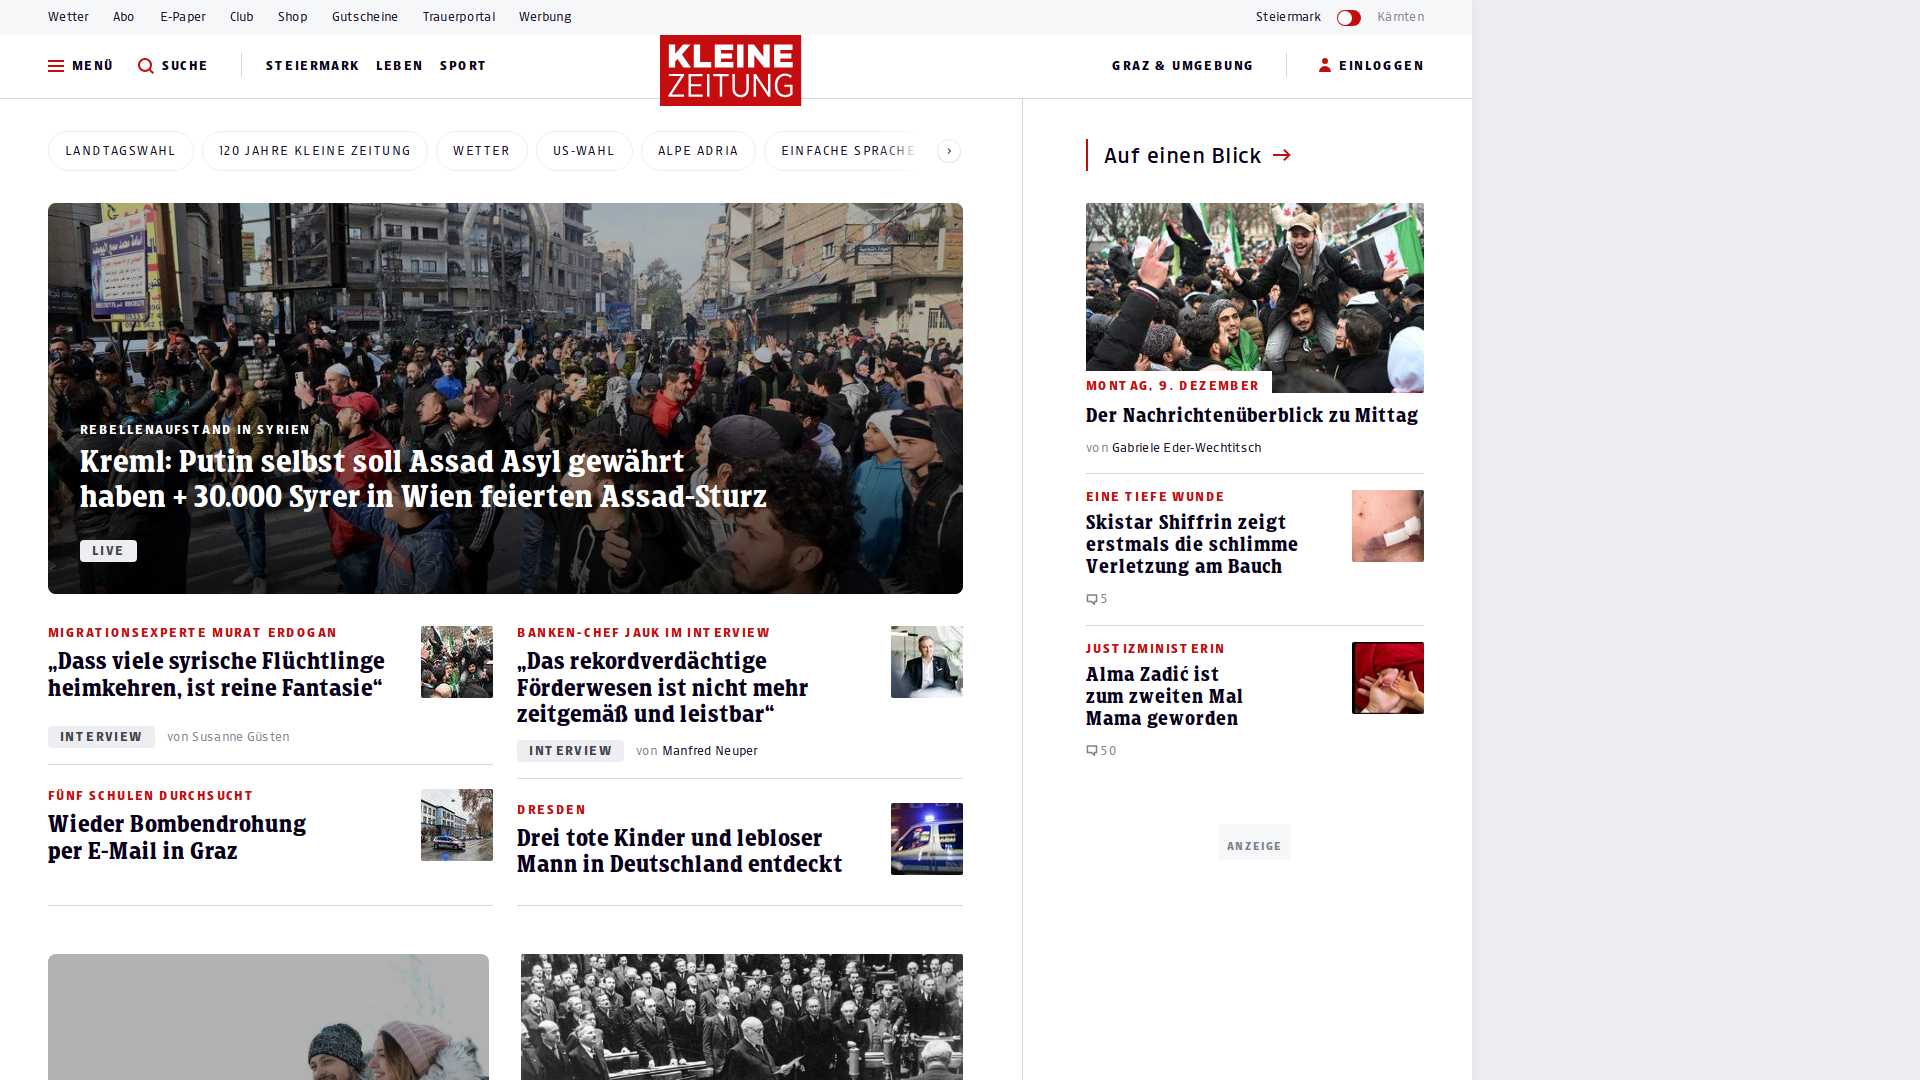 Wetter Abo E-Paper Club Shop Gutscheine Trauerportal Werbung Steiermark Kärnten
MENÜ SUCHE STEIERMARK LEBEN SPORT KLEINE ZEITUNG GRAZ & UMGEBUNG EINLOGGEN
LANDTAGSWAHL 120 JAHRE KLEINE ZEITUNG WETTER US-WAHL ALPE ADRIA EINFACHE SPRACHE
REBELLENAUFSTAND IN SYRIEN
Kreml: Putin selbst soll Assad Asyl gewährt
haben + 30.000 Syrer in Wien feierten Assad-Sturz
LIVE
MIGRATIONSEXPERTE MURAT ERDOGAN
„Dass viele syrische Flüchtlinge
heimkehren, ist reine Fantasie“
INTERVIEW von Susanne Güsten
BANKEN-CHEF JAUK IM INTERVIEW
„Das rekordverdächtige
Förderwesen ist nicht mehr
zeitgemäß und leistbar“
INTERVIEW von Manfred Neuper
FÜNF SCHULEN DURCHSUCHT
Wieder Bombendrohung
per E-Mail in Graz
DRESDEN
Drei tote Kinder und lebloser
Mann in Deutschland entdeckt
Auf einen Blick
MONTAG, 9. DEZEMBER
Der Nachrichtenüberblick zu Mittag
von Gabriele Eder-Wechtitsch
EINE TIEFE WUNDE
Skistar Shiffrin zeigt
erstmals die schlimme
Verletzung am Bauch
5
JUSTIZMINISTERIN
Alma Zadić ist
zum zweiten Mal
Mama geworden
50
ANZEIGE